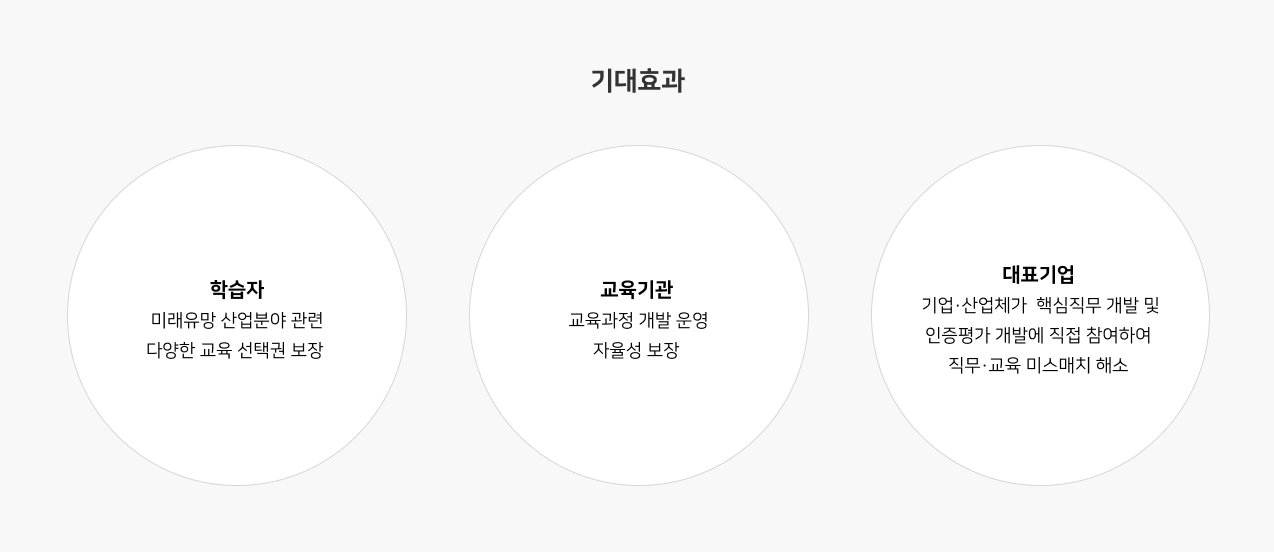 기대효과
학습자
미래유망 산업분야 관련
다양한 교육 선택권 보장
교육기관
교육과정 개발 운영
자율성 보장
대표기업
기업·산업체가 핵심직무 개발 및
인증평가 개발에 직접 참여하여
직무·교육 미스매치 해소